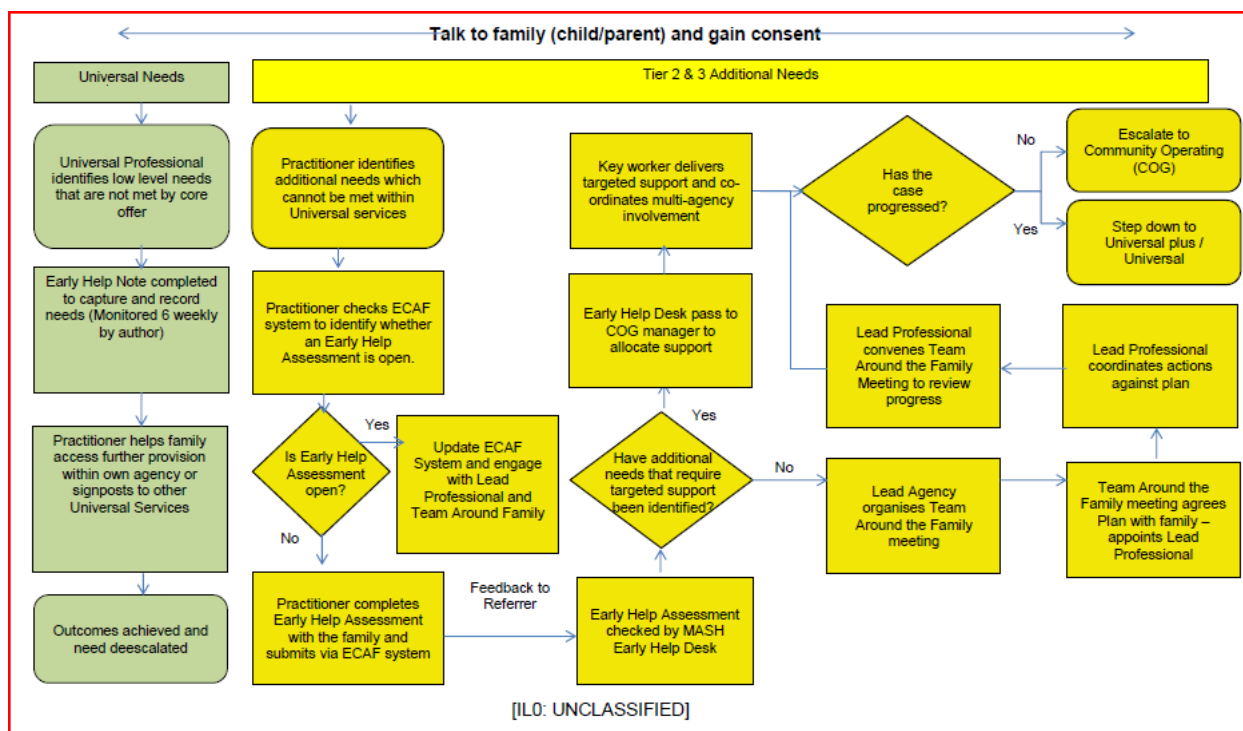 Talk to family (child/parent) and gain consent
Universal Needs
Tier 2 & 3 Additional Needs
Universal Professional
identifies low level needs
that are not met by core
offer
Early Help Note completed
to capture and record
needs (Monitored 6 weekly
by author)
Practitioner helps family
access further provision
within own agency or
signposts to other
Universal Services
Outcomes achieved and
need deescalated
Practitioner identifies
additional needs which
cannot be met within
Universal services
Practitioner checks ECAF
system to identify whether
an Early Help
Assessment is open.
Is Early Help
Assessment
open?
Yes
Update ECAF
System and engage
with Lead
Professional and
Team Around Family
No
Practitioner completes
Early Help Assessment
with the family and
submits via ECAF system
Feedback to
Referrer
Early Help Assessment
checked by MASH
Early Help Desk
Have additional
needs that require
targeted support
been identified?
Yes
Early Help Desk pass to
COG manager to
allocate support
Key worker delivers
targeted support and co-
ordinates multi-agency
involvement
No
Lead Agency
organises Team
Around the Family
meeting
Team Around the
Family meeting agrees
Plan with family –
appoints Lead
Professional
Lead Professional
coordinates actions
against plan
Lead Professional
convenes Team
Around the Family
Meeting to review
progress
Has the
case
progressed?
No
Escalate to
Community Operating
(COG)
Yes
Step down to
Universal plus /
Universal
[IL0: UNCLASSIFIED]